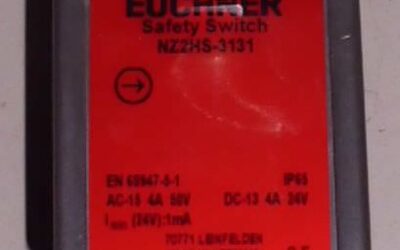 EUCHNER
Safety Switch
NZ2HS-3131
EN 60947-5-1 IP65
AC-15 4A 50V DC-13 4A 24V
I min. (24V):1mA
70771 LEINFELDEN